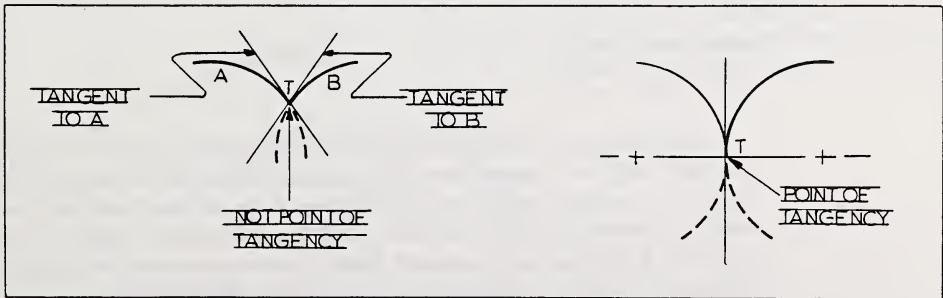 A
T
B
TANGENT
TO A
TANGENT
TO B
NOT POINT OF
TANGENCY
T
POINT OF
TANGENCY